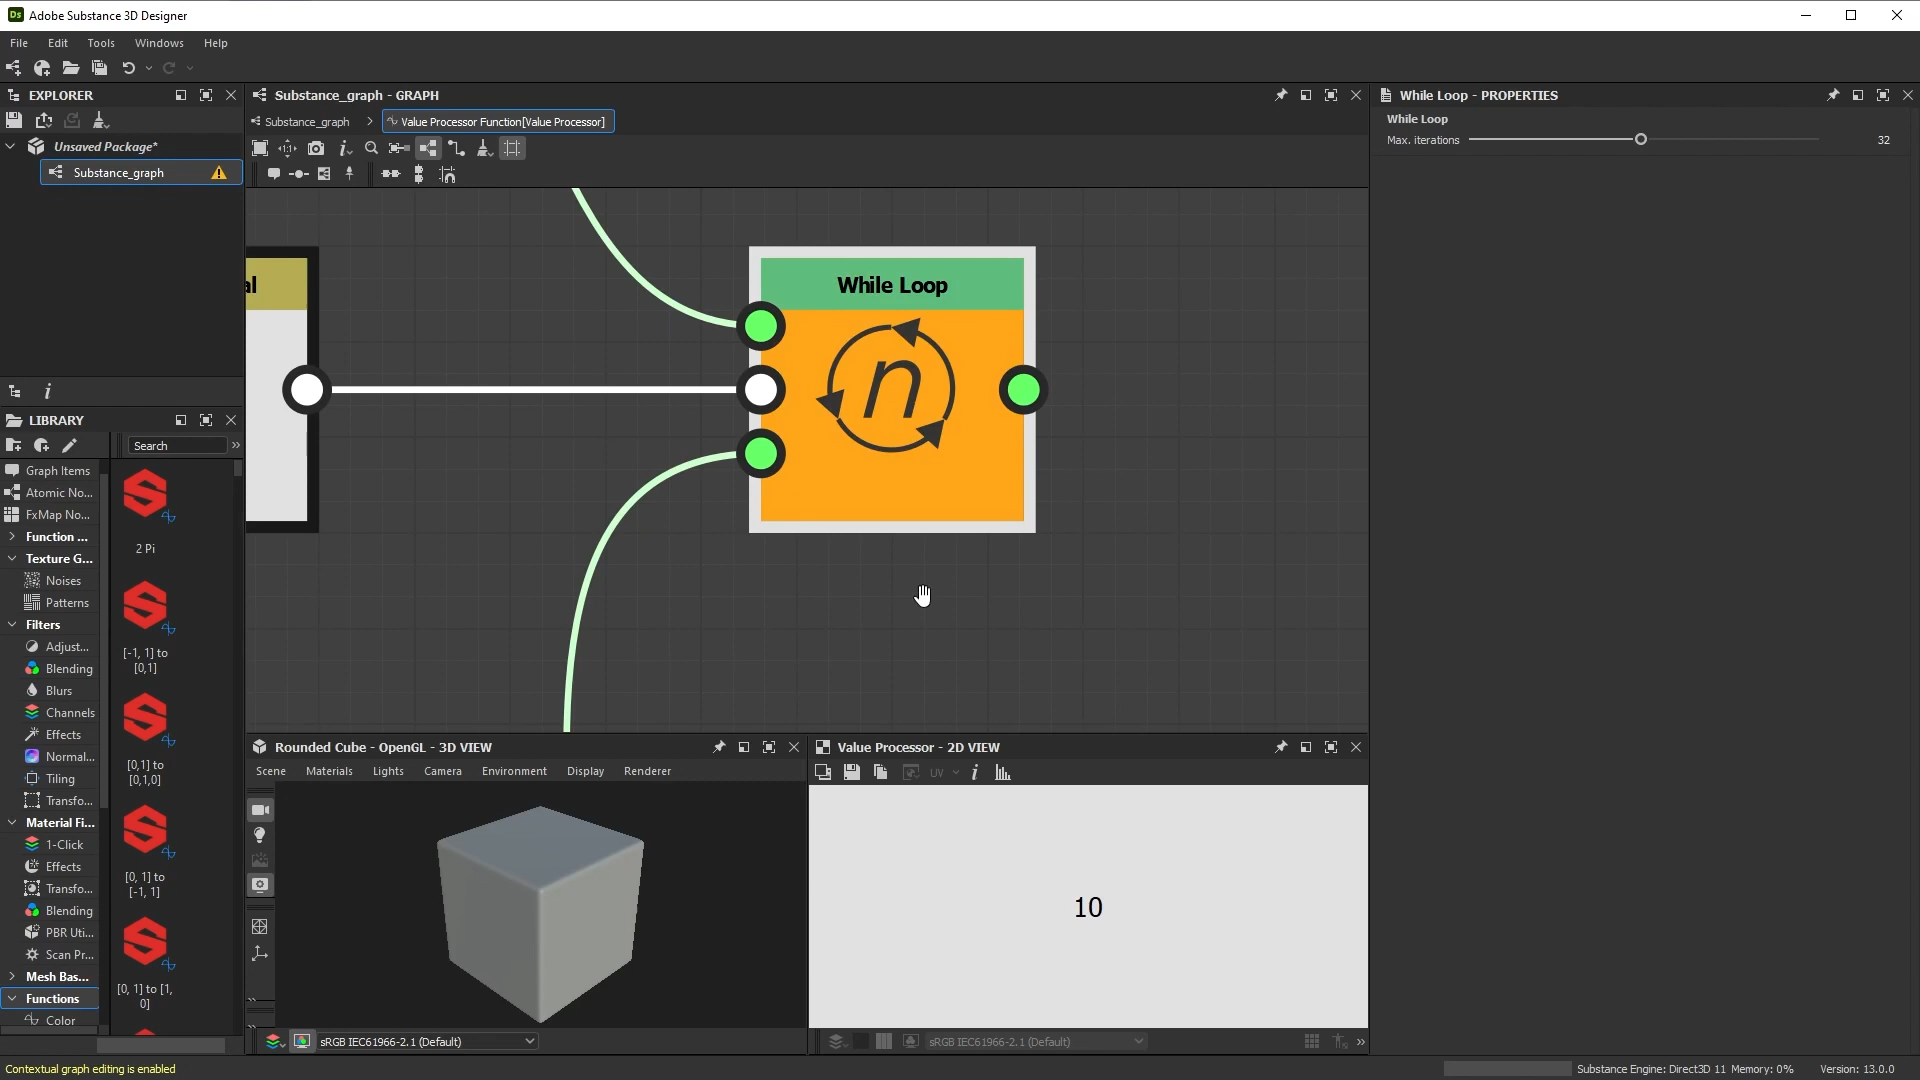 Adobe Substance 3D Designer
File Edit Tools Windows Help
EXPLORER
Unsaved Package*
Substance_graph
LIBRARY
Search
Graph Items
Atomic No...
FxMap No...
Function ...
Texture G...
Noises
Patterns
Filters
Adjust...
Blending
Blurs
Channels
Effects
Normal...
Tiling
Transfo...
Material Fi...
1-Click
Effects
Transfo...
Blending
PBR Uti...
Scan Pr...
Mesh Bas...
Functions
Color
2 Pi
[-1, 1] to
[0,1]
[0,1] to
[0,1,0]
[0, 1] to
[-1, 1]
[0, 1] to [1,
0]
Substance_graph - GRAPH
Substance_graph > Value Processor Function[Value Processor]
al
While Loop
n
Rounded Cube - OpenGL - 3D VIEW
Scene Materials Lights Camera Environment Display Renderer
sRGB IEC61966-2.1 (Default)
Value Processor - 2D VIEW
UV
10
sRGB IEC61966-2.1 (Default)
While Loop - PROPERTIES
While Loop
Max. iterations 32
Contextual graph editing is enabled
Substance Engine: Direct3D 11 Memory: 0% Version: 13.0.0